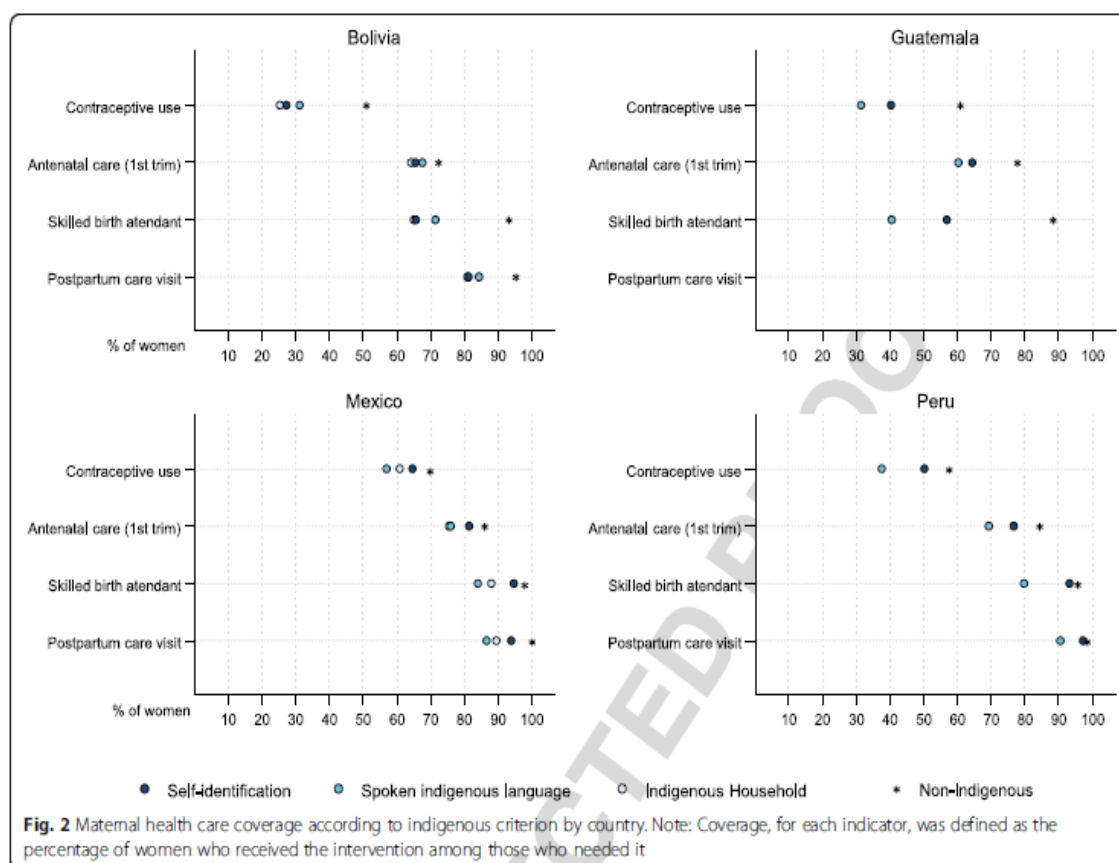 Bolivia
Contraceptive use
Antenatal care (1st trim)
Skilled birth atendant
Postpartum care visit
% of women
10 20 30 40 50 60 70 80 90 100
Guatemala
Contraceptive use
Antenatal care (1st trim)
Skilled birth atendant
Postpartum care visit
10 20 30 40 50 60 70 80 90 100
Mexico
Contraceptive use
Antenatal care (1st trim)
Skilled birth atendant
Postpartum care visit
% of women
10 20 30 40 50 60 70 80 90 100
Peru
Contraceptive use
Antenatal care (1st trim)
Skilled birth atendant
Postpartum care visit
10 20 30 40 50 60 70 80 90 100
Self-identification Spoken indigenous language Indigenous Household * Non-Indigenous
Fig. 2 Maternal health care coverage according to indigenous criterion by country. Note: Coverage, for each indicator, was defined as the
percentage of women who received the intervention among those who needed it